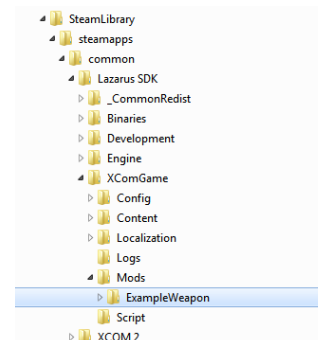 SteamLibrary
steamapps
common
Lazarus SDK
_CommonRedist
Binaries
Development
Engine
XComGame
Config
Content
Localization
Logs
Mods
ExampleWeapon
Script
XCOM 2